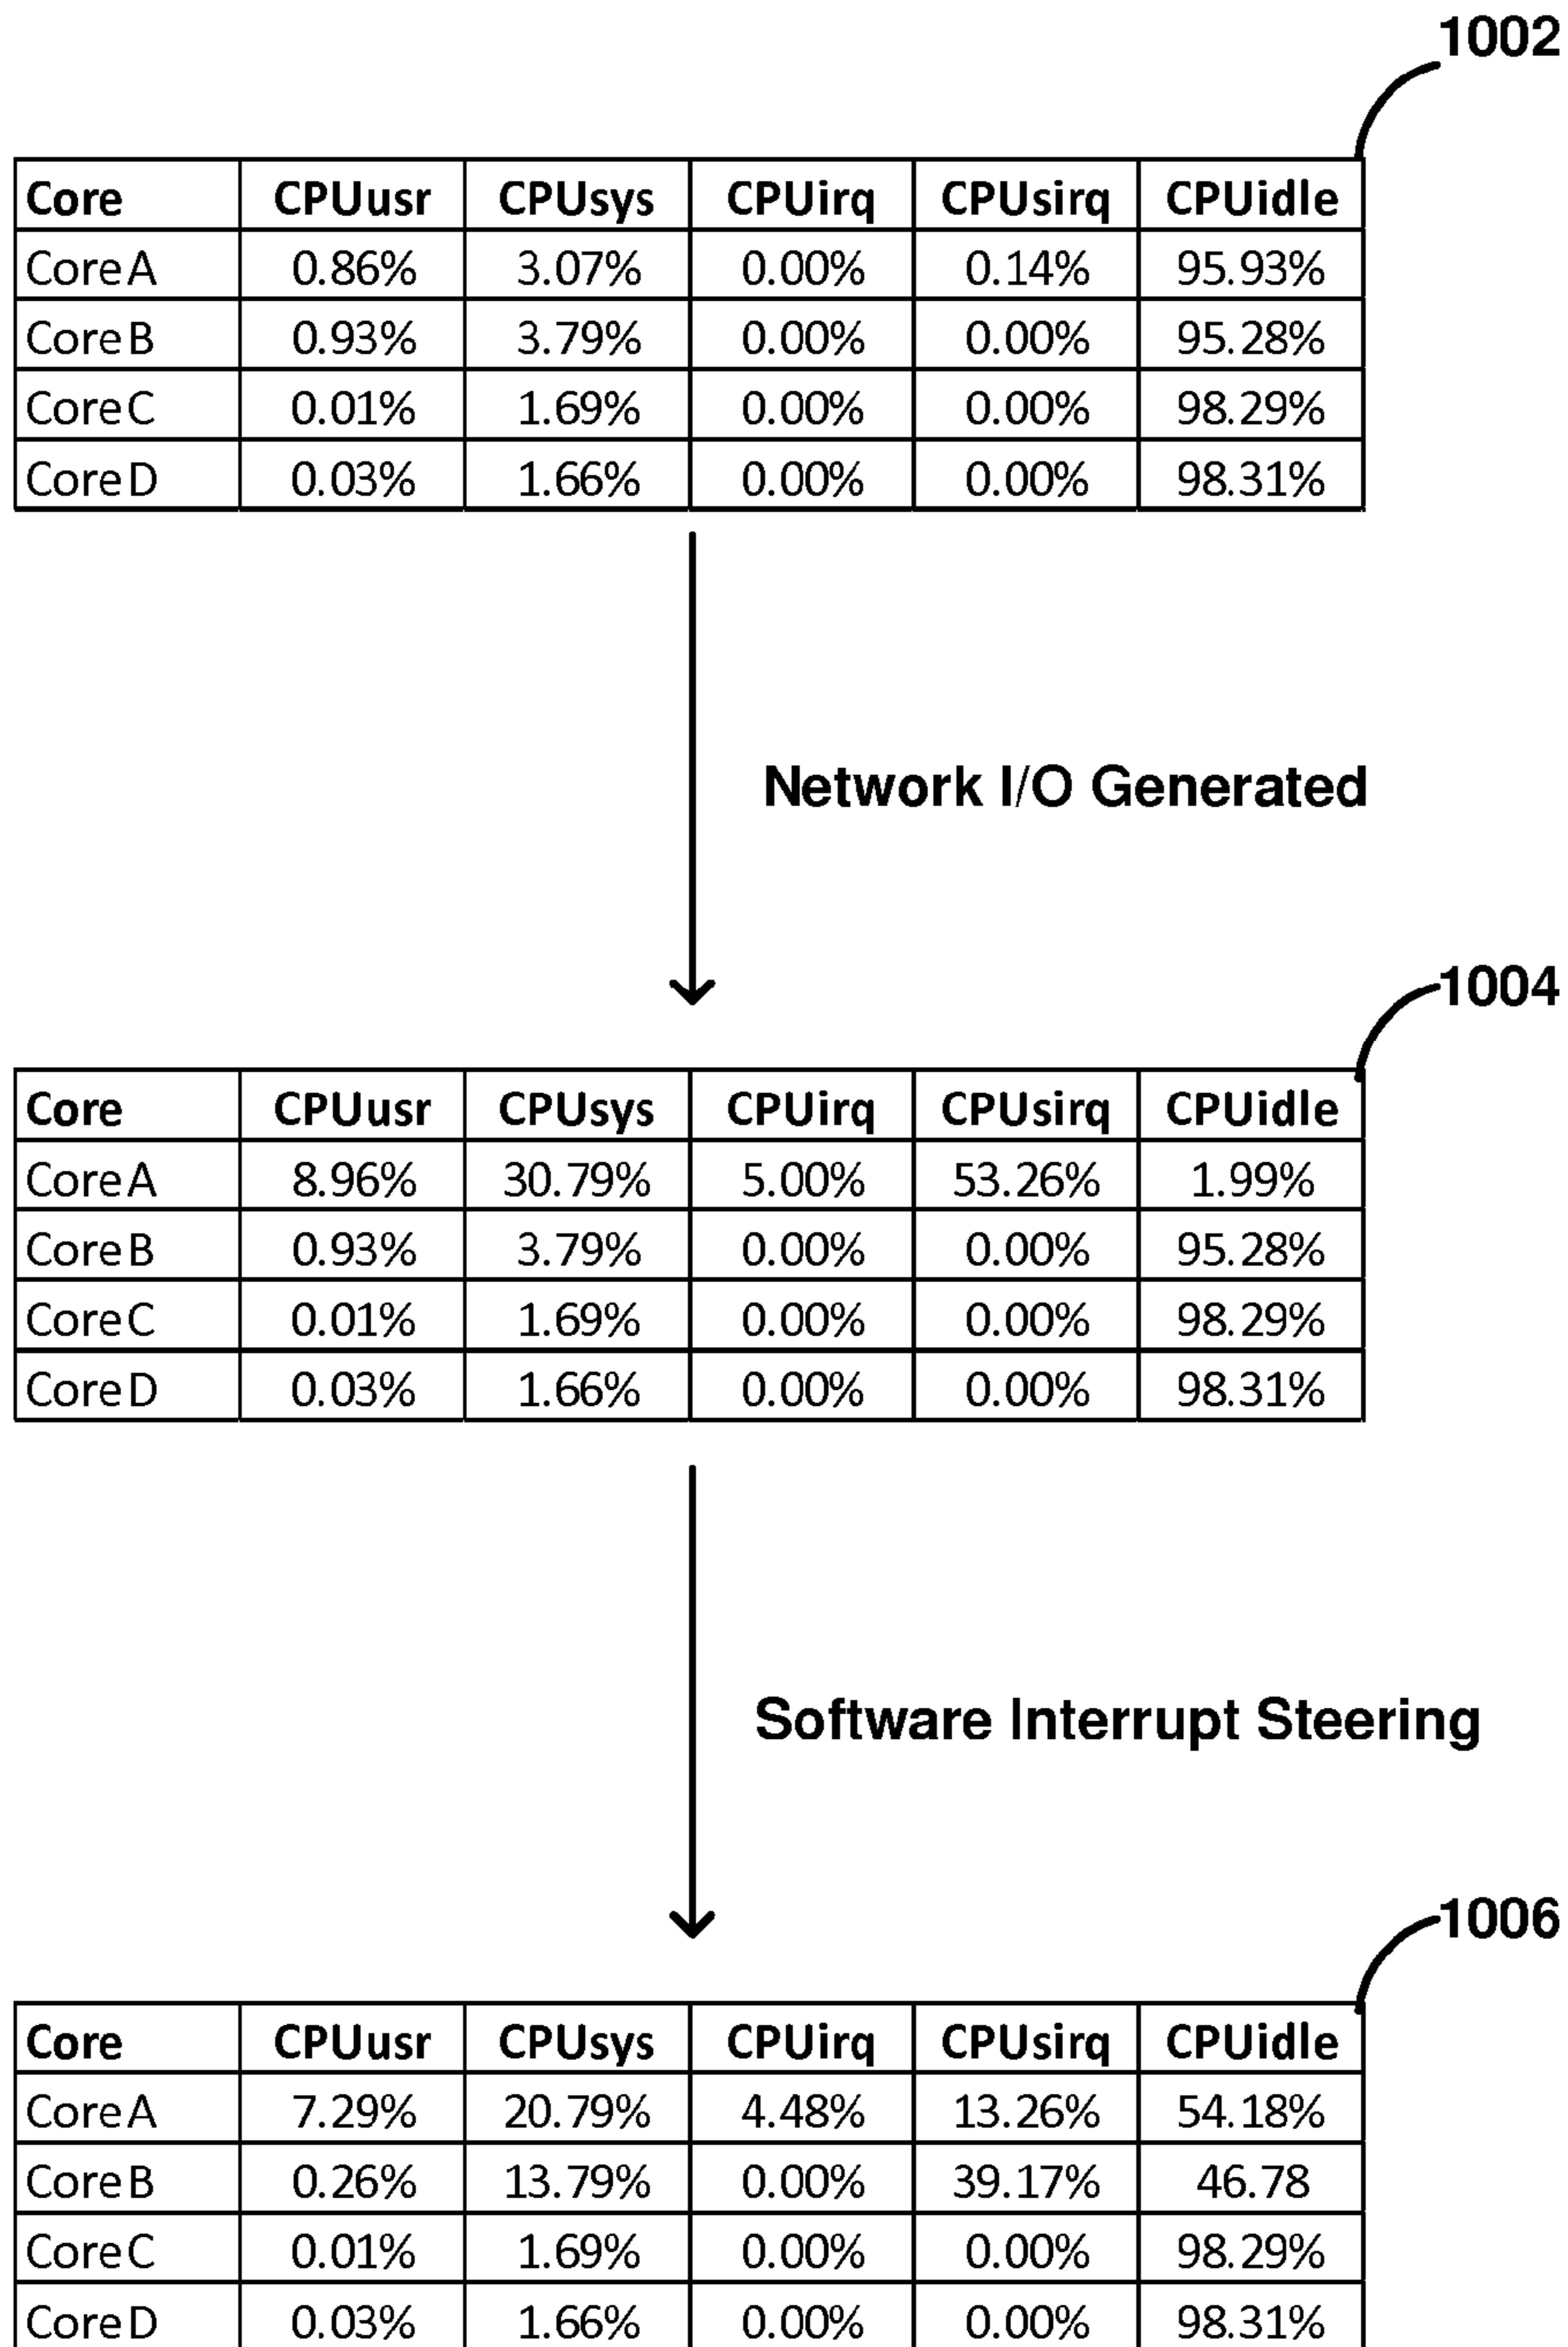 1002
Core CPUusr CPUsys CPUirq CPUsirq CPUidle
Core A 0.86% 3.07% 0.00% 0.14% 95.93%
Core B 0.93% 3.79% 0.00% 0.00% 95.28%
Core C 0.01% 1.69% 0.00% 0.00% 98.29%
Core D 0.03% 1.66% 0.00% 0.00% 98.31%
Network I/O Generated
1004
Core CPUusr CPUsys CPUirq CPUsirq CPUidle
Core A 8.96% 30.79% 5.00% 53.26% 1.99%
Core B 0.93% 3.79% 0.00% 0.00% 95.28%
Core C 0.01% 1.69% 0.00% 0.00% 98.29%
Core D 0.03% 1.66% 0.00% 0.00% 98.31%
Software Interrupt Steering
1006
Core CPUusr CPUsys CPUirq CPUsirq CPUidle
Core A 7.29% 20.79% 4.48% 13.26% 54.18%
Core B 0.26% 13.79% 0.00% 39.17% 46.78
Core C 0.01% 1.69% 0.00% 0.00% 98.29%
Core D 0.03% 1.66% 0.00% 0.00% 98.31%